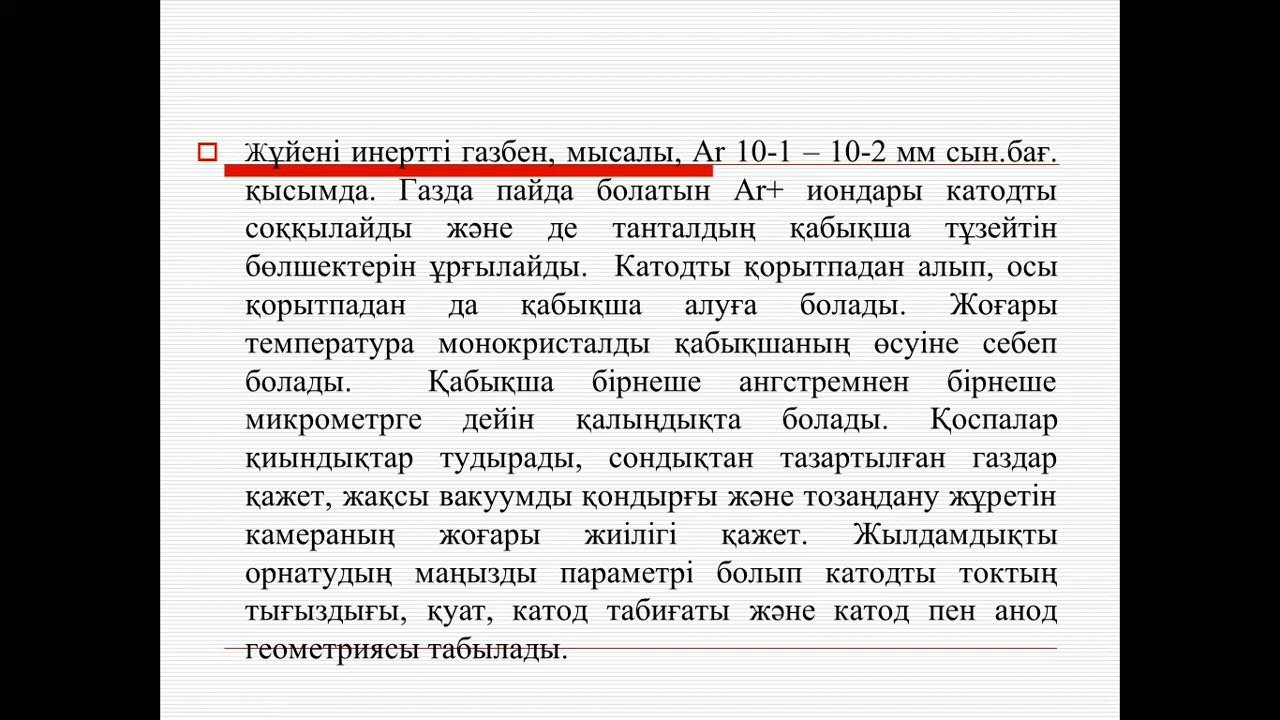 Жұйені инертті газбен, мысалы, Ar 10-1 – 10-2 мм сын.бағ.
қысымда. Газда пайда болатын Ar+ иондары катодты
соққылайды және де танталдың қабықша тұзейтін
бөлшектерін ұрғылайды. Катодты қорытпадан алып, осы
қорытпадан да қабықша алуға болады. Жоғары
температура монокристалды қабықшаның өсуіне себеп
болады. Қабықша бірнеше ангстремнен бірнеше
микрометрге дейін қалыңдықта болады. Қоспалар
қиындықтар тудырады, сондықтан тазартылған газдар
қажет, жақсы вакуумды қондырғы және тозаңдану жұретін
камераның жоғары жиілігі қажет. Жылдамдықты
орнатудың маңызды параметрі болып катодты токтың
тығыздығы, қуат, катод табиғаты және катод пен анод
геометриясы табылады.